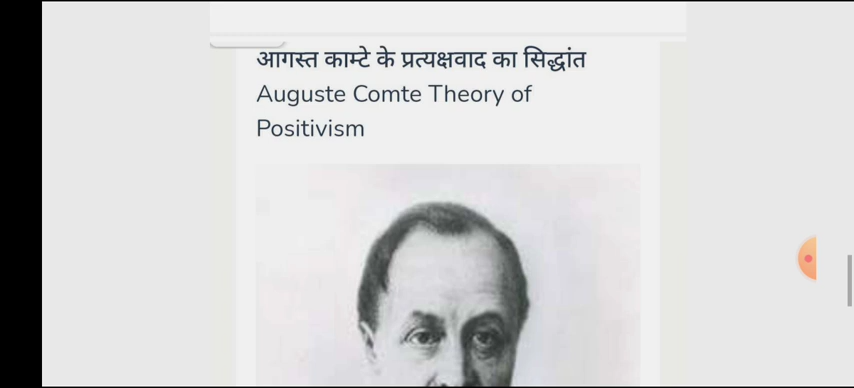 आगस्त काम्टे के प्रत्यक्षवाद का सिद्धांत
Auguste Comte Theory of
Positivism